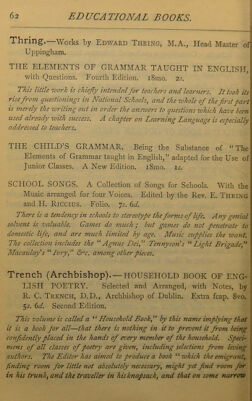 62 EDUCATIONAL BOOKS.
Thring.—Works by EDWARD THRING, M.A., Head Master of
Uppingham.
THE ELEMENTS OF GRAMMAR TAUGHT IN ENGLISH,
with Questions. Fourth Edition. 18mo. 2s.
This little work is chiefly intended for teachers and learners. It took its
rise from questionings in National Schools, and the whole of the first part
is merely the writing out in order the answers to questions which have been
used already with success. A chapter on Learning Language is especially
addressed to teachers.
THE CHILD'S GRAMMAR. Being the Substance of "The
Elements of Grammar taught in English," adapted for the Use of
Junior Classes. A New Edition. 18mo. 1s.
SCHOOL SONGS. A Collection of Songs for Schools. With the
Music arranged for four Voices. Edited by the Rev. E. THRING
and H. RICCIUS. Folio. 7s. 6d.
There is a tendency in schools to stereotype the forms of life. Any genial
solvent is valuable. Games do much; but games do not penetrate to
domestic life, and are much limited by age. Music supplies the want.
The collection includes the "Agnus Dei," Tennyson's "Light Brigade,"
Macaulay's "Ivry," &c. among other pieces.
Trench (Archbishop).—HOUSEHOLD BOOK OF ENG-
LISH POETRY. Selected and Arranged, with Notes, by
R. C. TRENCH, D.D., Archbishop of Dublin. Extra fcap. 8vo.
5s. 6d. Second Edition.
This volume is called a "Household Book," by this name implying that
it is a book for all—that there is nothing in it to prevent it from being
confidently placed in the hands of every member of the household. Speci-
mens of all classes of poetry are given, including selections from living
authors. The Editor has aimed to produce a book "which the emigrant,
finding room for little not absolutely necessary, might yet find room for
in his trunk, and the traveller in his knapsack, and that on some narrow